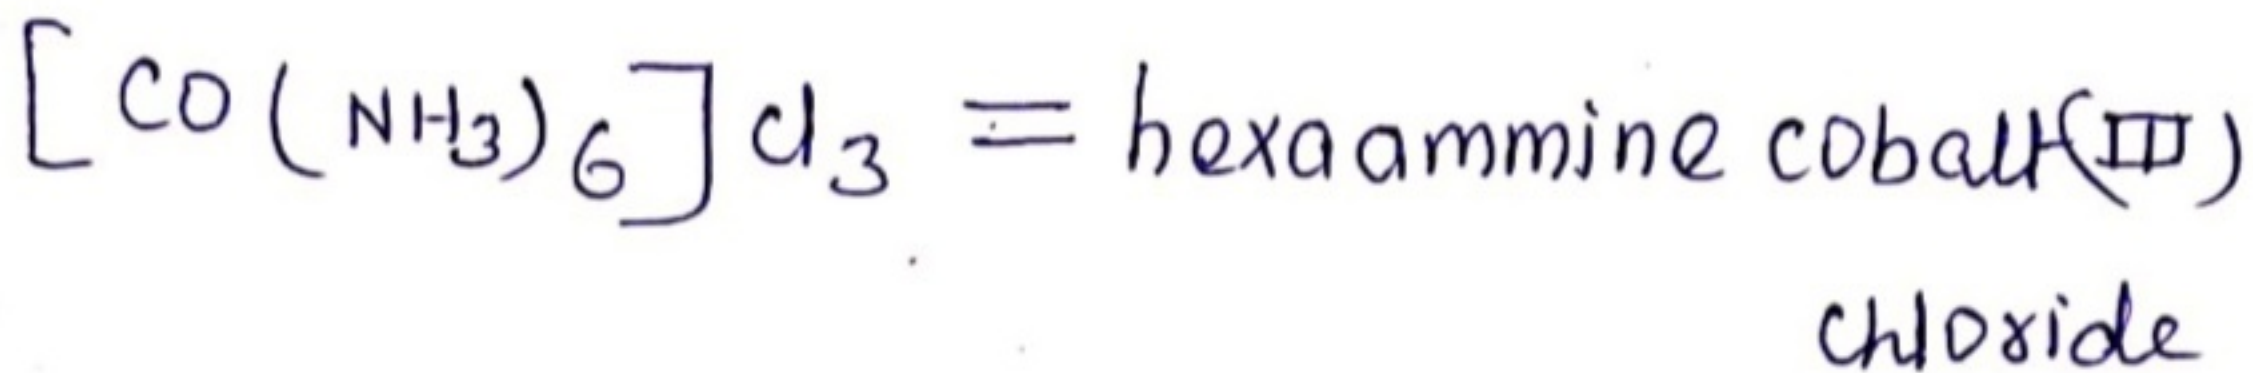 [CO(NH3)6]Cl3 = hexaammine cobalt(III)
chloride